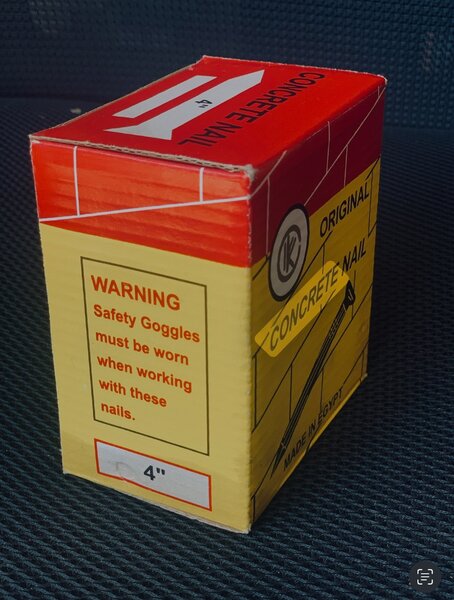 CONCRETE NAIL
4"
WARNING
Safety Goggles
must be worn
when working
with these
nails.
4"
ORIGINAL
CONCRETE NAIL
MADE IN EGYPT